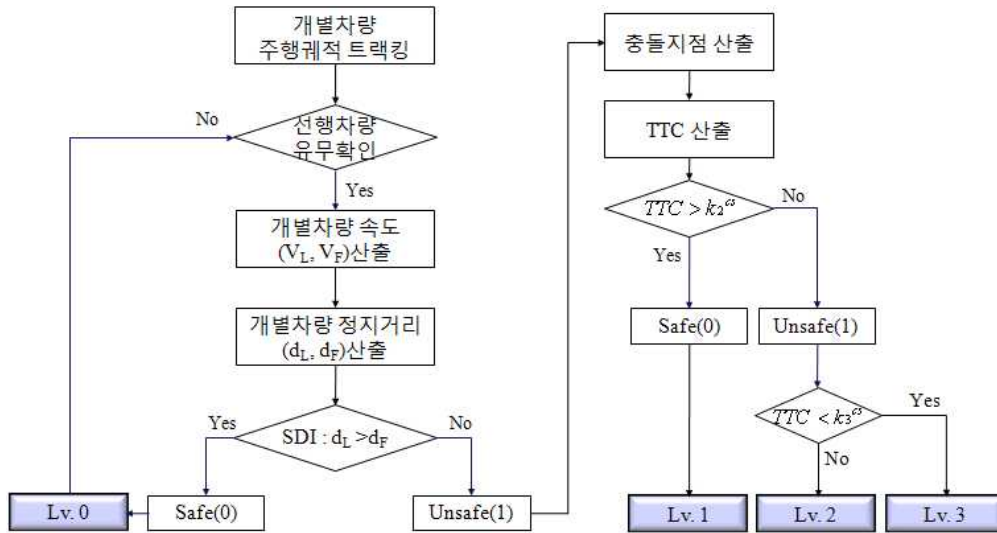 개별차량
주행궤적 트랙킹
No
선행차량
유무확인
Yes
개별차량 속도
(V_L, V_F)산출
개별차량 정지거리
(d_L, d_F)산출
Yes
No
SDI : d_L >d_F
Lv. 0
Safe(0)
Unsafe(1)
충돌지점 산출
TTC 산출
TTC > k₂ᶜˢ
No
Yes
Safe(0)
Unsafe(1)
TTC < k₃ᶜˢ
Yes
No
Lv. 1
Lv. 2
Lv. 3